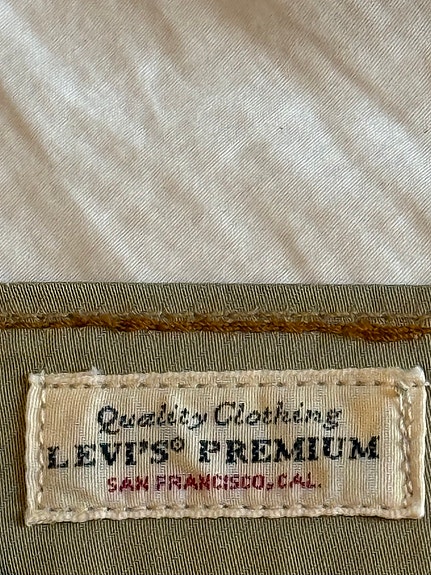 Quality Clothing
LEVI'S® PREMIUM
SAN FRANCISCO, CAL.